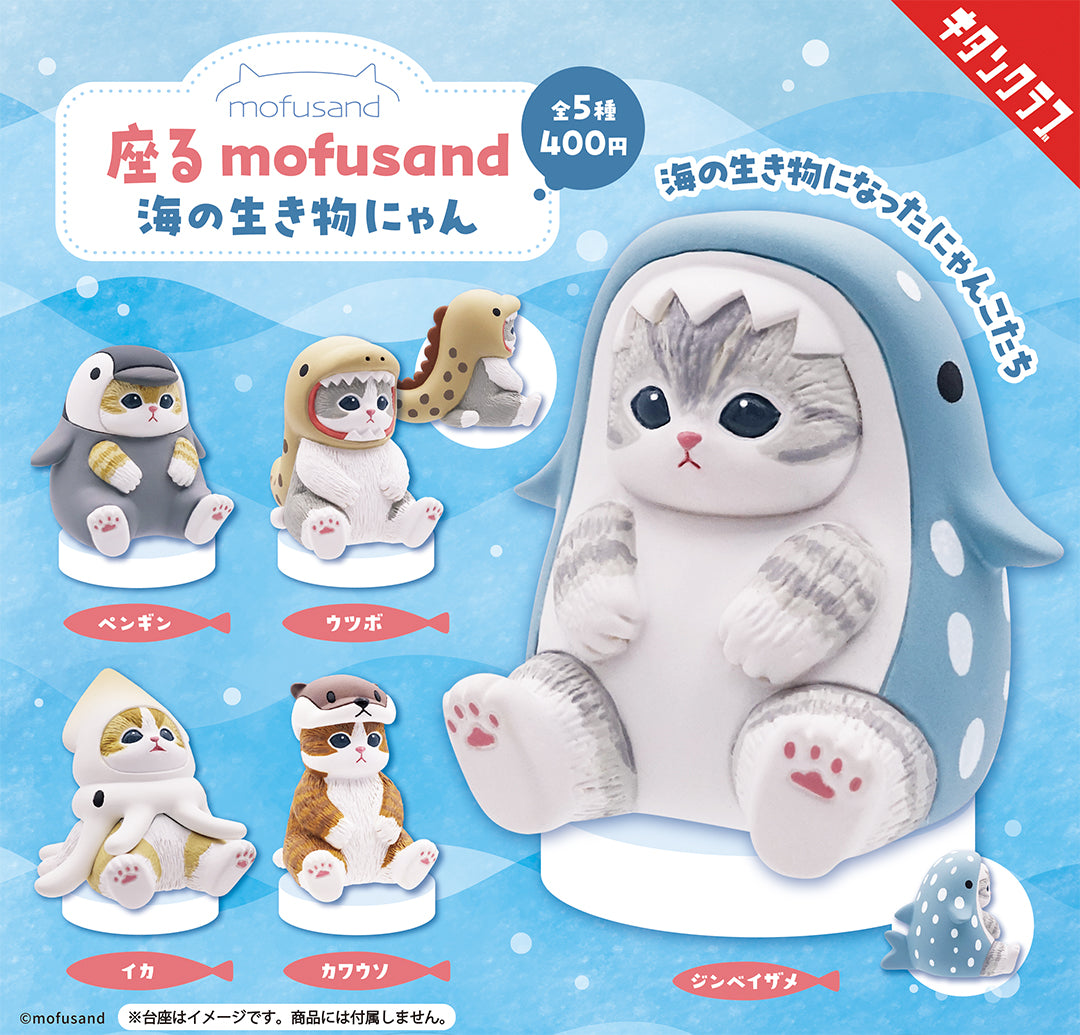 mofusand
座る mofusand
海の生き物にゃん
全5種
400円
キタンクラブ
海の生き物になったにゃんこたち
ペンギン
ウツボ
イカ
カワウソ
ジンベイザメ
©mofusand
※台座はイメージです。商品には付属しません。